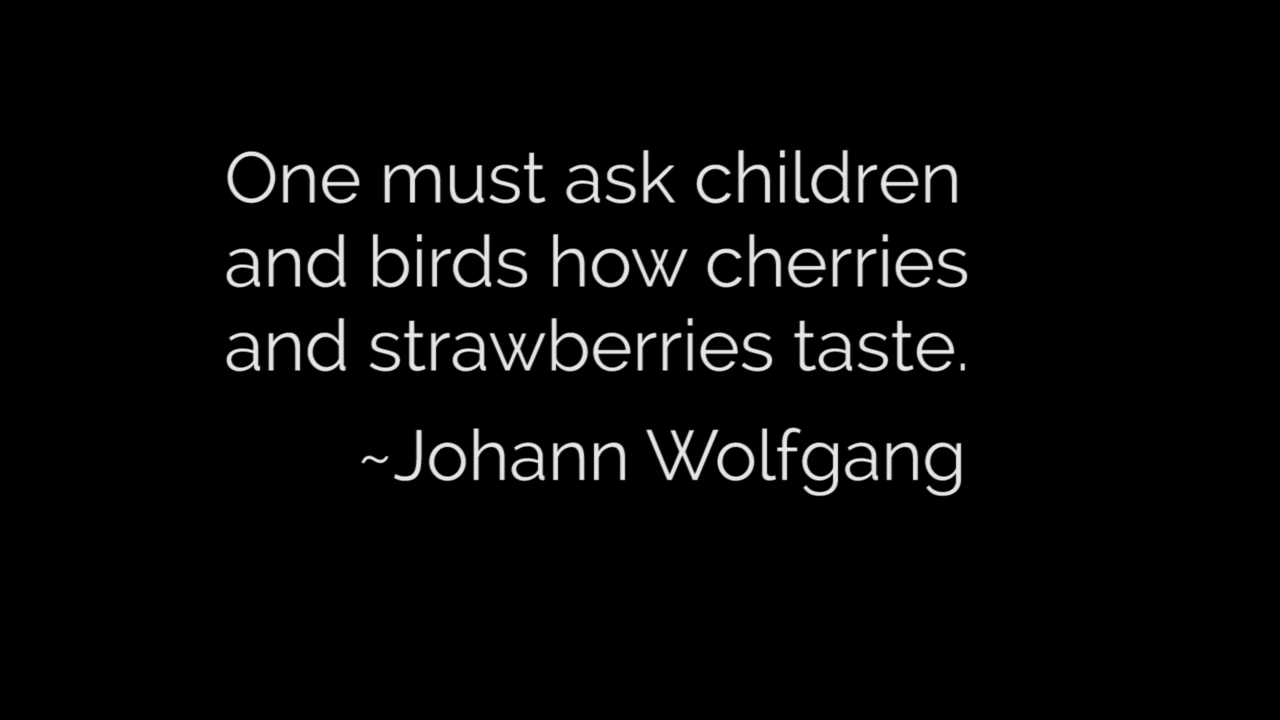 One must ask children
and birds how cherries
and strawberries taste.
~Johann Wolfgang